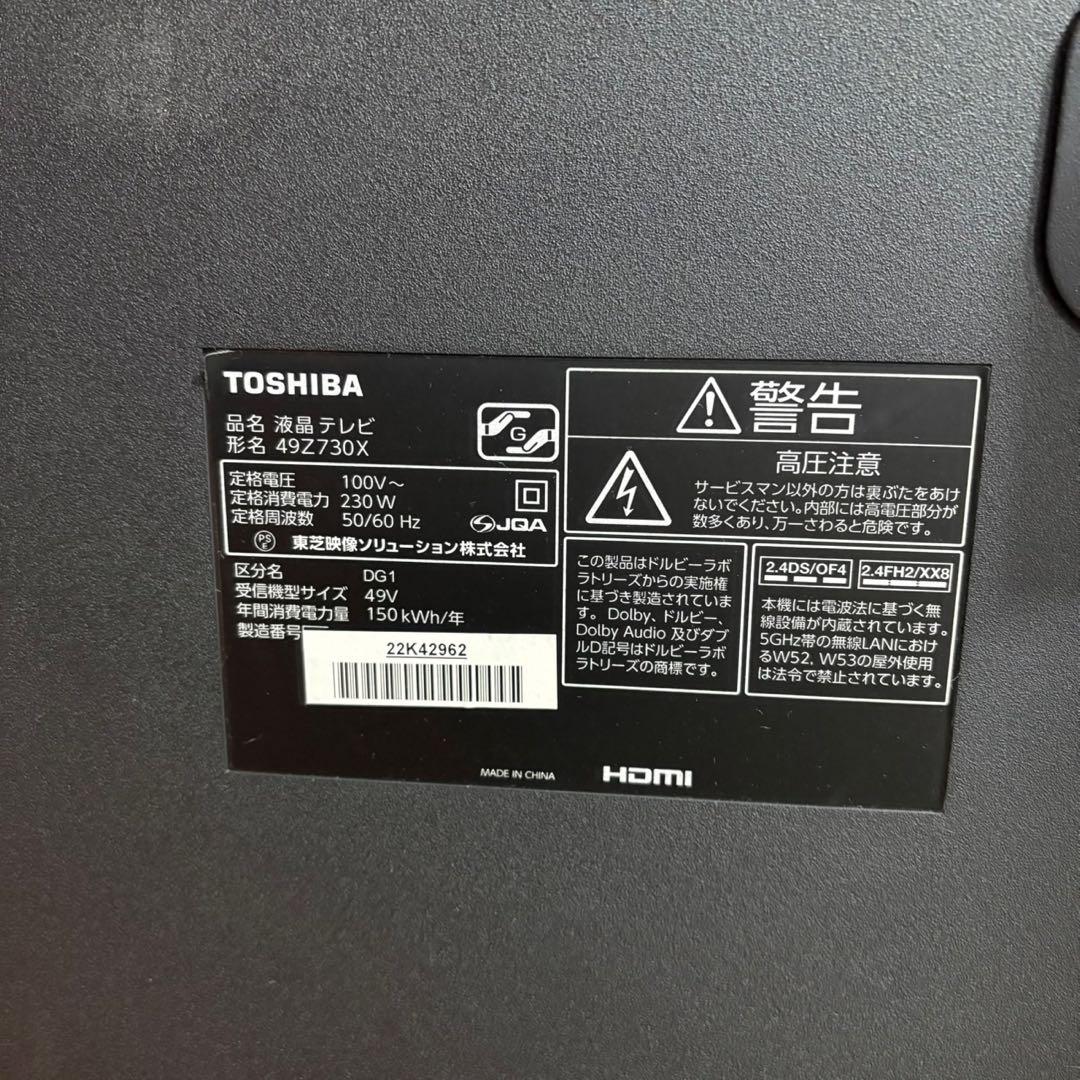 TOSHIBA
品名 液晶テレビ
形名 49Z730X
G
定格電圧 100V～
定格消費電力 230W
定格周波数 50/60 Hz
JQA
PS
E
東芝映像ソリューション株式会社
区分名 DG1
受信機型サイズ 49V
年間消費電力量 150kWh/年
製造番号
22K42962
警告
高圧注意
サービスマン以外の方は裏ぶたをあけ
ないでください。内部には高電圧部分が
数多くあり、万一さわると危険です。
この製品はドルビーラボ
ラトリーズからの実施権
に基づき製造されていま
す。Dolby、ドルビー、
Dolby Audio 及びダブ
ルD記号はドルビーラボ
ラトリーズの商標です。
2.4DS/OF4
2.4FH2/XX8
本機には電波法に基づく無
線設備が内蔵されています。
5GHz帯の無線LANにおけ
るW52, W53の屋外使用
は法令で禁止されています。
MADE IN CHINA
HDMI